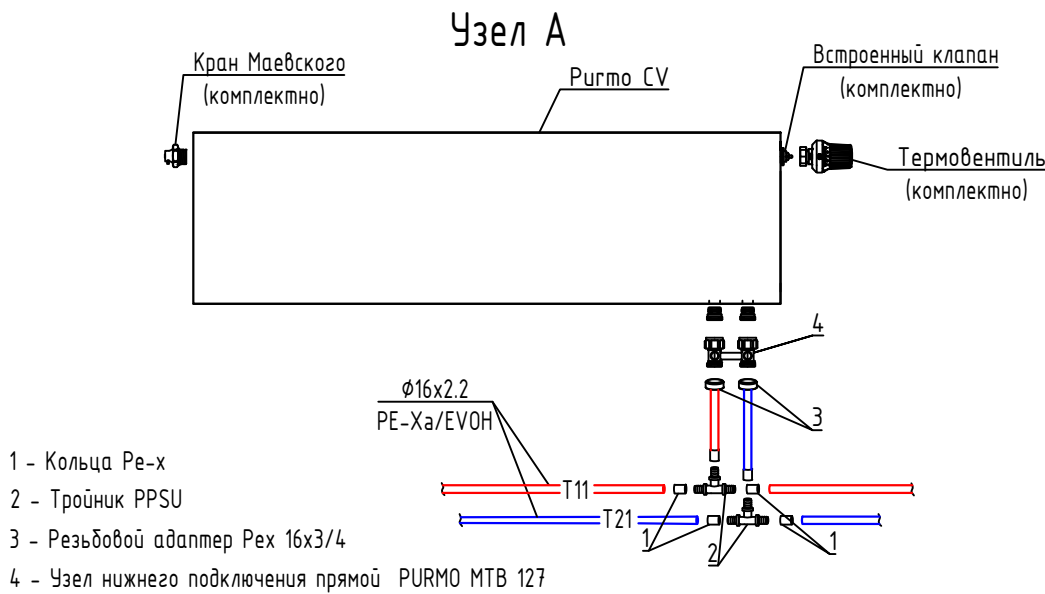 Узел А
Кран Маевского
(комплектно)
Purmo CV
Встроенный клапан
(комплектно)
Термовентиль
(комплектно)
4
Ф16х2.2
PE-Xa/EVOH
3
T11
T21
1
2
1
1 - Кольца Ре-х
2 - Тройник PPSU
3 - Резьбовой адаптер Pex 16x3/4
4 - Узел нижнего подключения прямой PURMO MTB 127